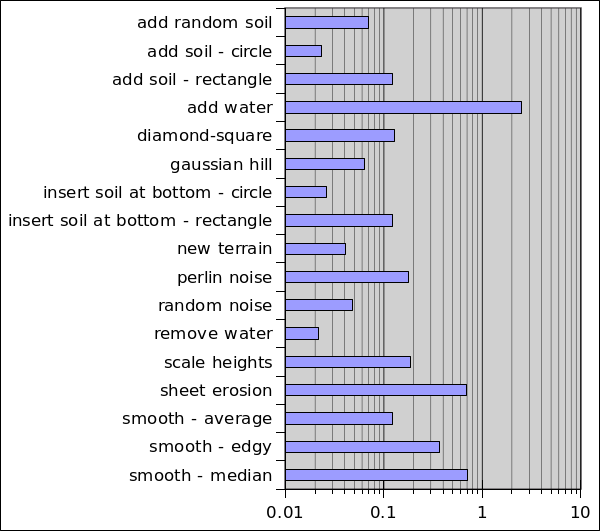 add random soil
add soil - circle
add soil - rectangle
add water
diamond-square
gaussian hill
insert soil at bottom - circle
insert soil at bottom - rectangle
new terrain
perlin noise
random noise
remove water
scale heights
sheet erosion
smooth - average
smooth - edgy
smooth - median
0.01 0.1 1 10